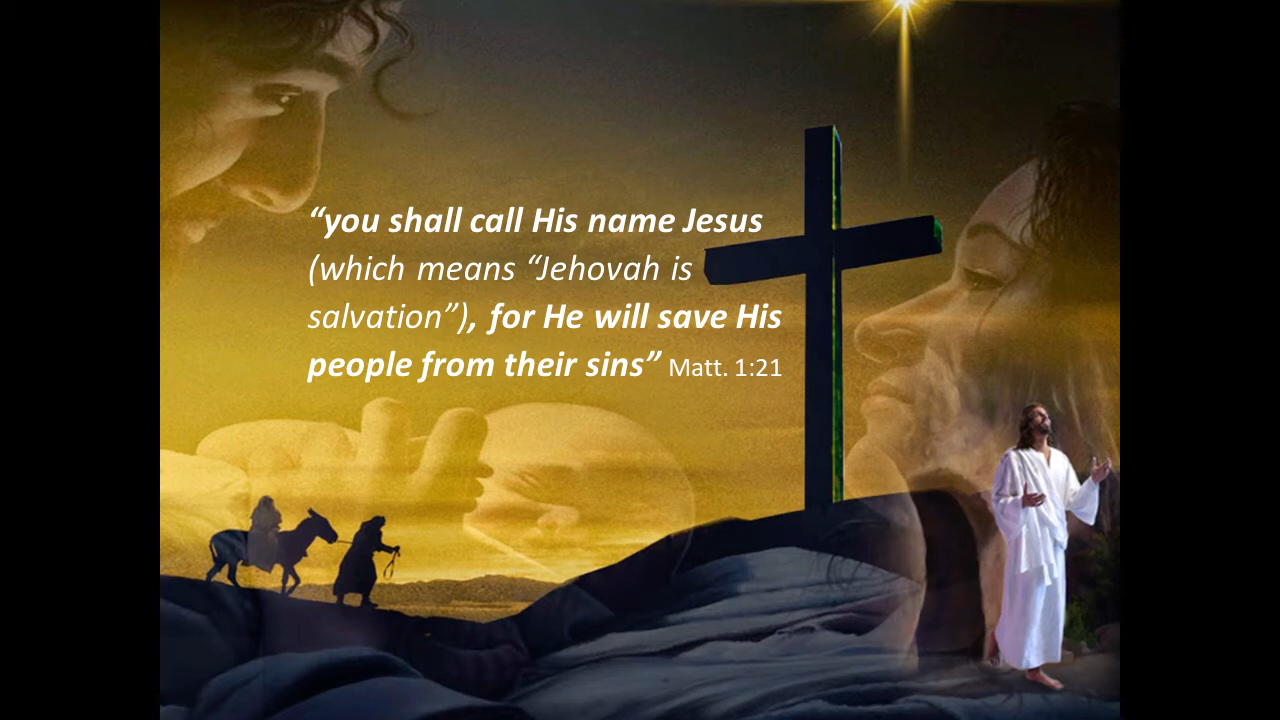 “you shall call His name Jesus
(which means “Jehovah is
salvation”), for He will save His
people from their sins” Matt. 1:21